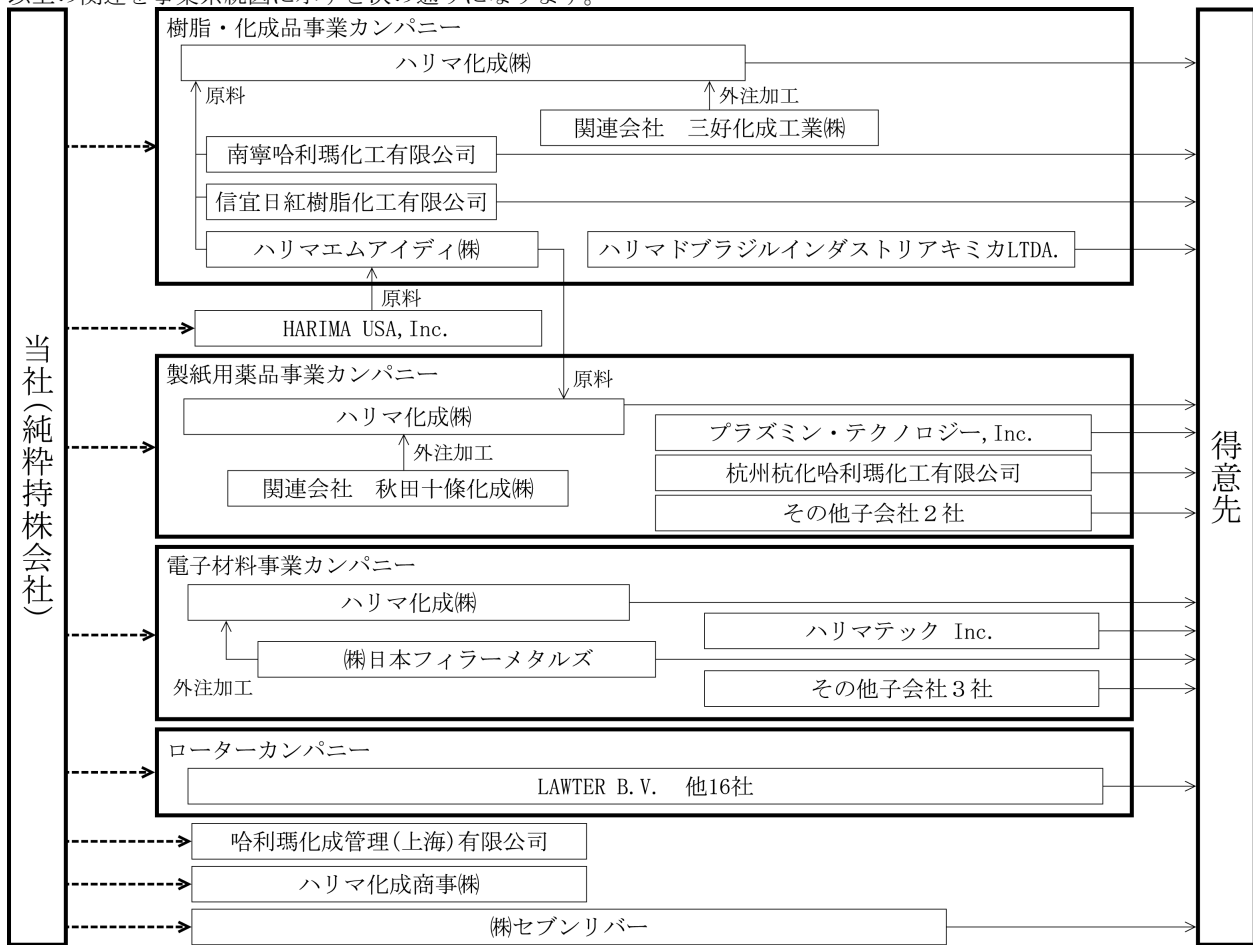 以上の関連を事業系統図に示すと次の通りになります。
当社(純粋持株会社)
樹脂・化成品事業カンパニー
ハリマ化成㈱
原料
外注加工
関連会社 三好化成工業㈱
南寧哈利瑪化工有限公司
信宜日紅樹脂化工有限公司
ハリマエムアイディ㈱
ハリマドブラジルインダストリアキミカLTDA.
原料
HARIMA USA,Inc.
製紙用薬品事業カンパニー
原料
ハリマ化成㈱
外注加工
関連会社 秋田十條化成㈱
プラズミン・テクノロジー,Inc.
杭州杭化哈利瑪化工有限公司
その他子会社2社
電子材料事業カンパニー
ハリマ化成㈱
ハリマテック Inc.
㈱日本フィラーメタルズ
外注加工
その他子会社3社
ローターカンパニー
LAWTER B.V. 他16社
哈利瑪化成管理(上海)有限公司
ハリマ化成商事㈱
㈱セブンリバー
得意先